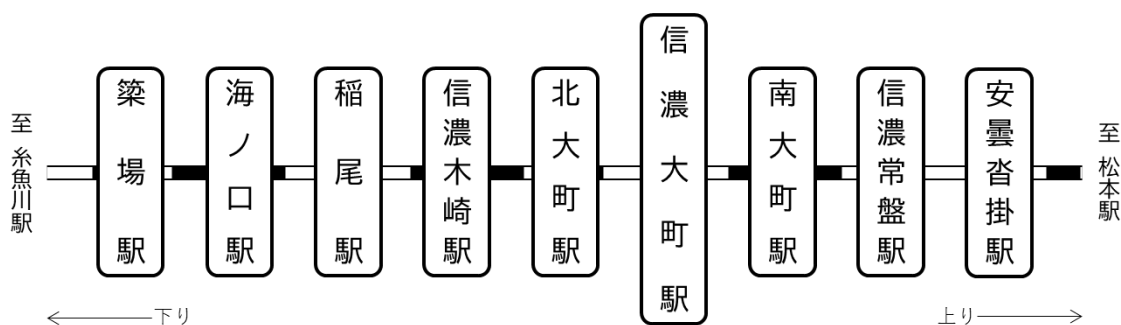 至 糸魚川駅
簗場駅
海ノ口駅
稲尾駅
信濃木崎駅
北大町駅
信濃大町駅
南大町駅
信濃常盤駅
安曇沓掛駅
至 松本駅
下り
上り